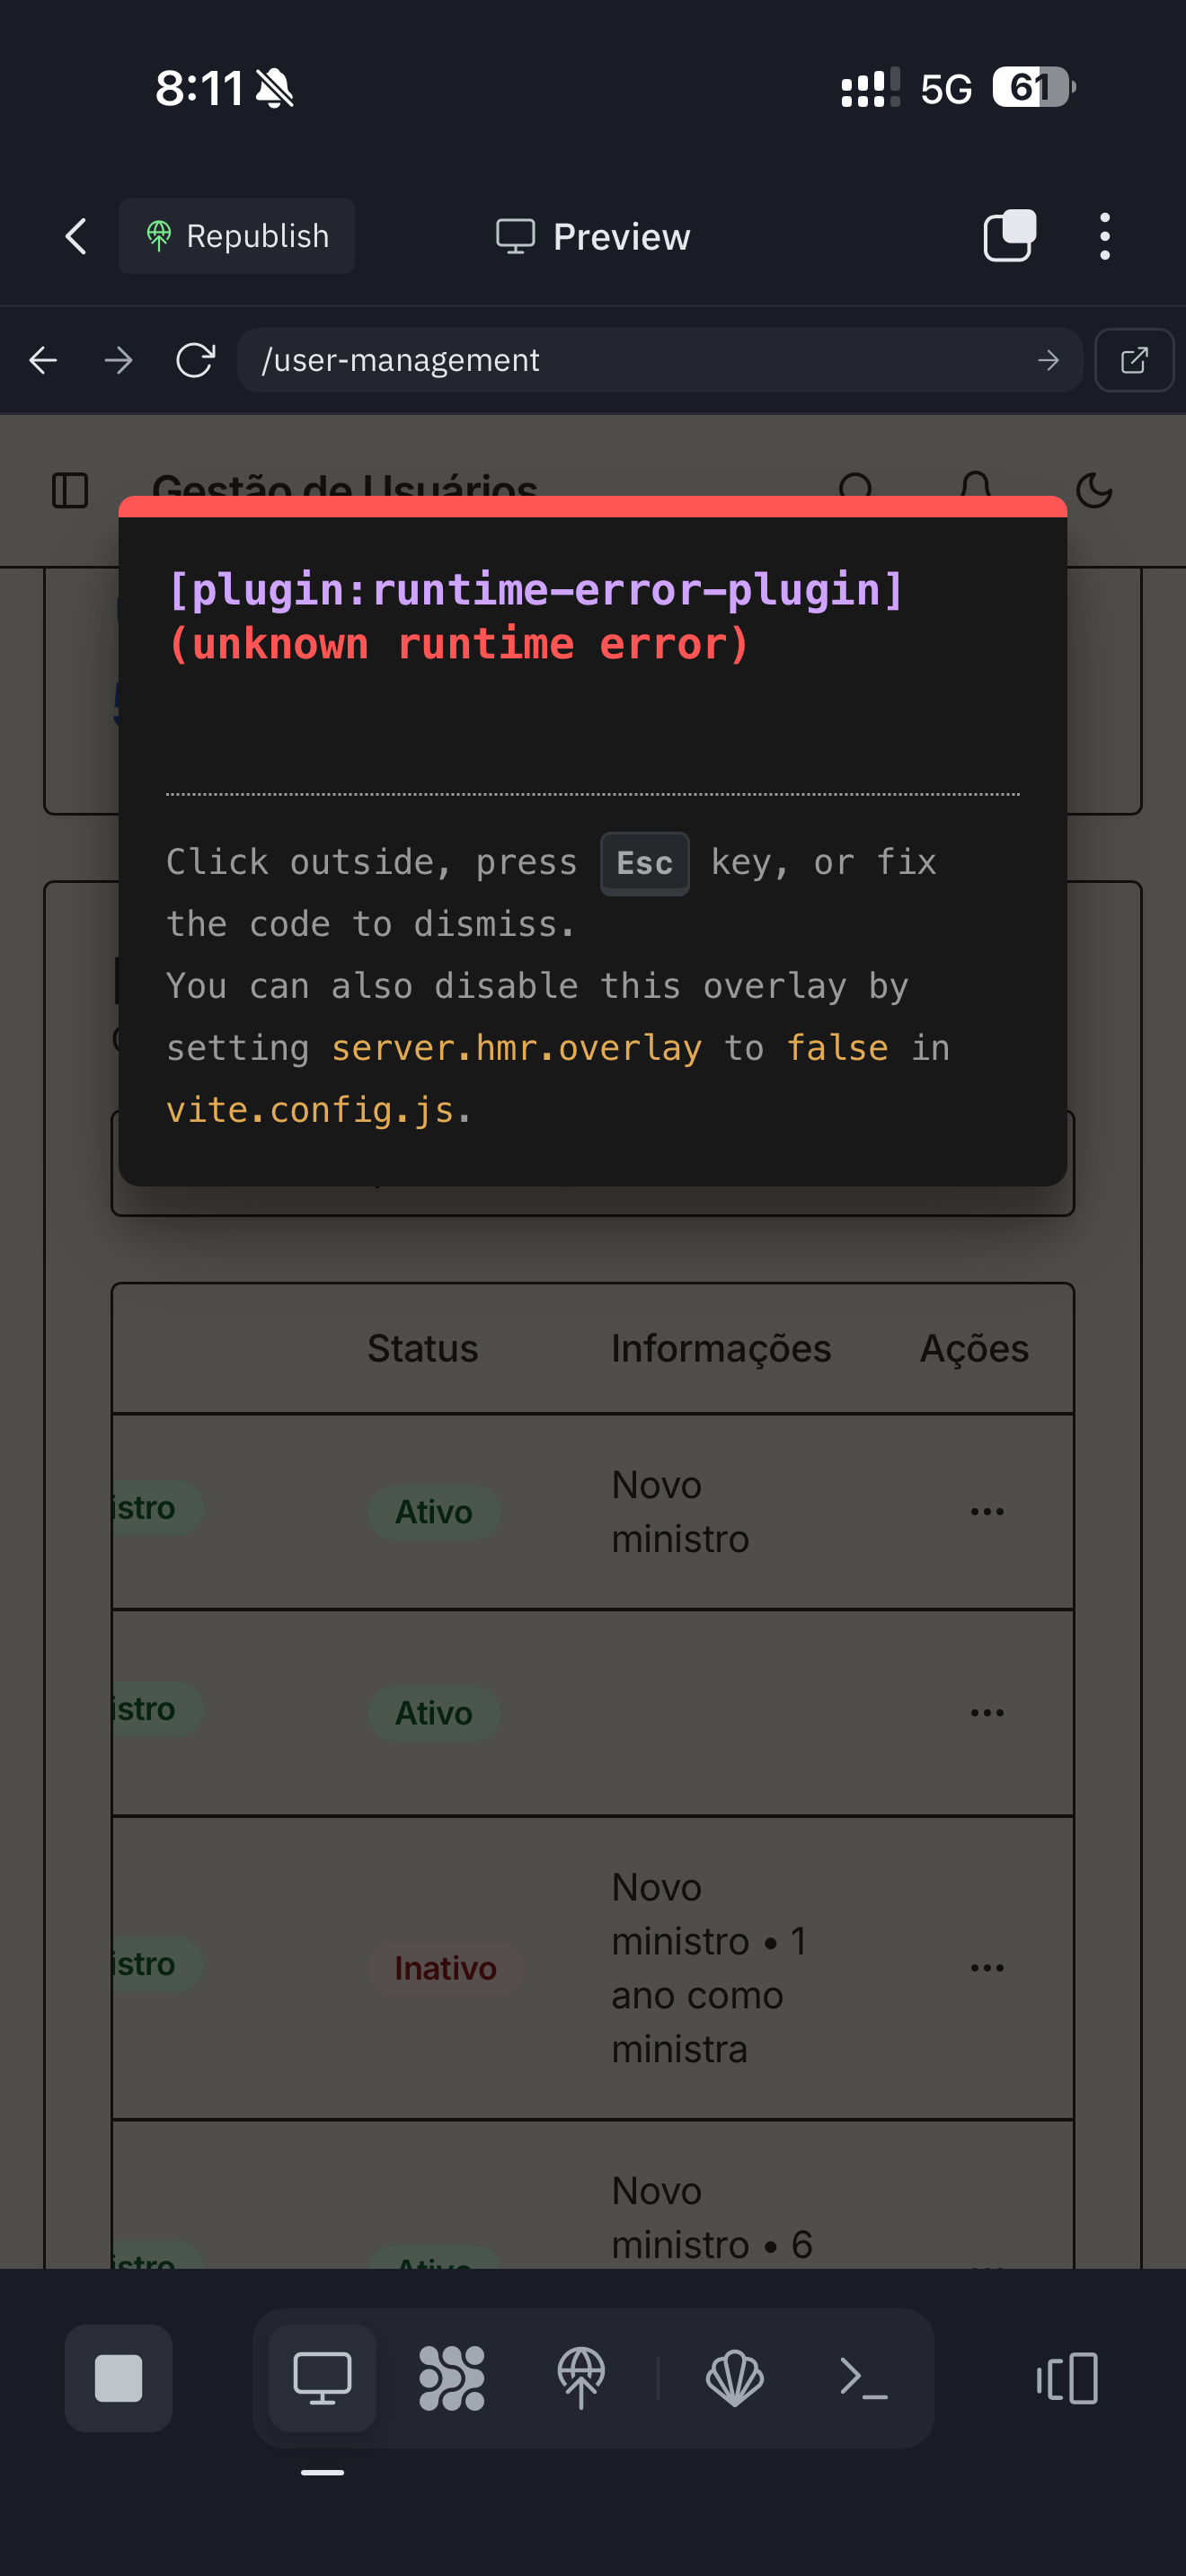 8:11 5G 61
Republish Preview
/user-management
Gestão de Usuários
[plugin:runtime-error-plugin]
(unknown runtime error)
Click outside, press Esc key, or fix
the code to dismiss.
You can also disable this overlay by
setting server.hmr.overlay to false in
vite.config.js.
Status Informações Ações
istro Ativo Novo
ministro
istro Ativo
istro Inativo Novo
ministro • 1
ano como
ministra
Novo
istro Ativo ministro • 6